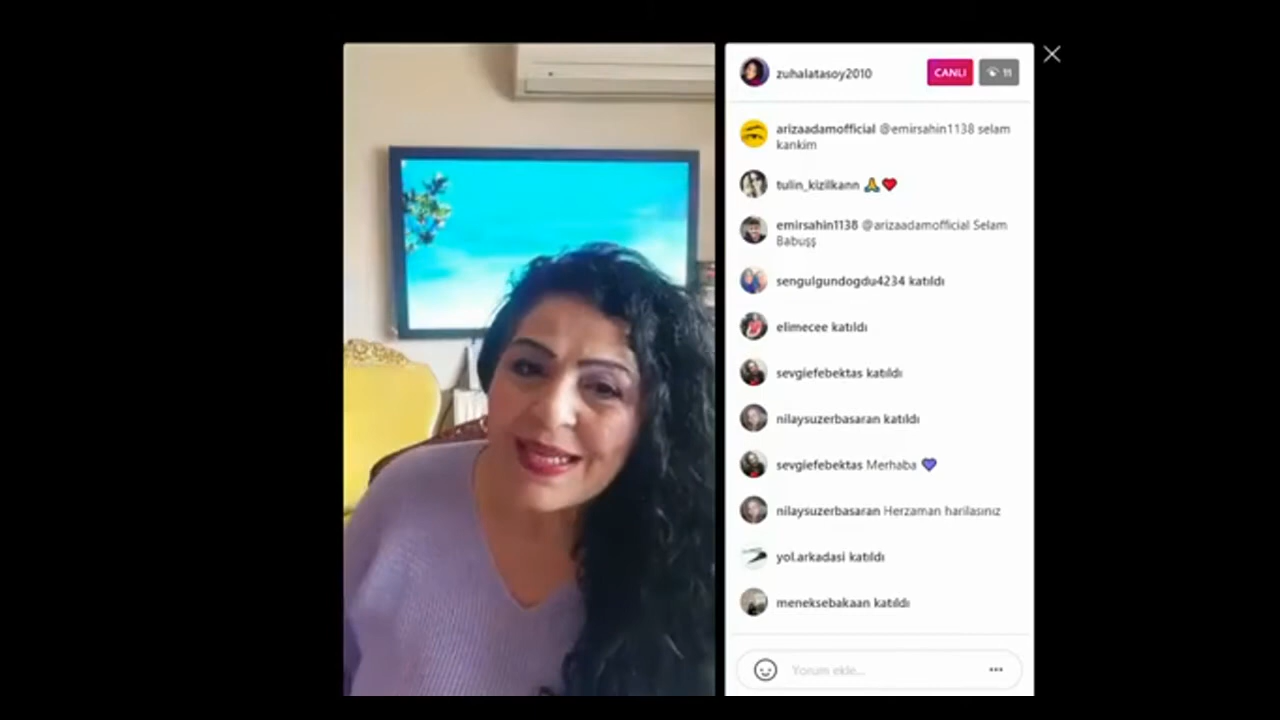 zuhalatasoy2010
CANLI
11
arizaadamofficial @emirsahin1138 selam
kankim
tulin_kizilkann 🙏❤️
emirsahin1138 @arizaadamofficial Selam
Babuşş
sengulgundogdu4234 katıldı
elimecee katıldı
sevgiefebektas katıldı
nilaysuzerbasaran katıldı
sevgiefebektas Merhaba 💜
nilaysuzerbasaran Herzaman harilasınız
yol.arkadasi katıldı
meneksebakaan katıldı
Yorum ekle...